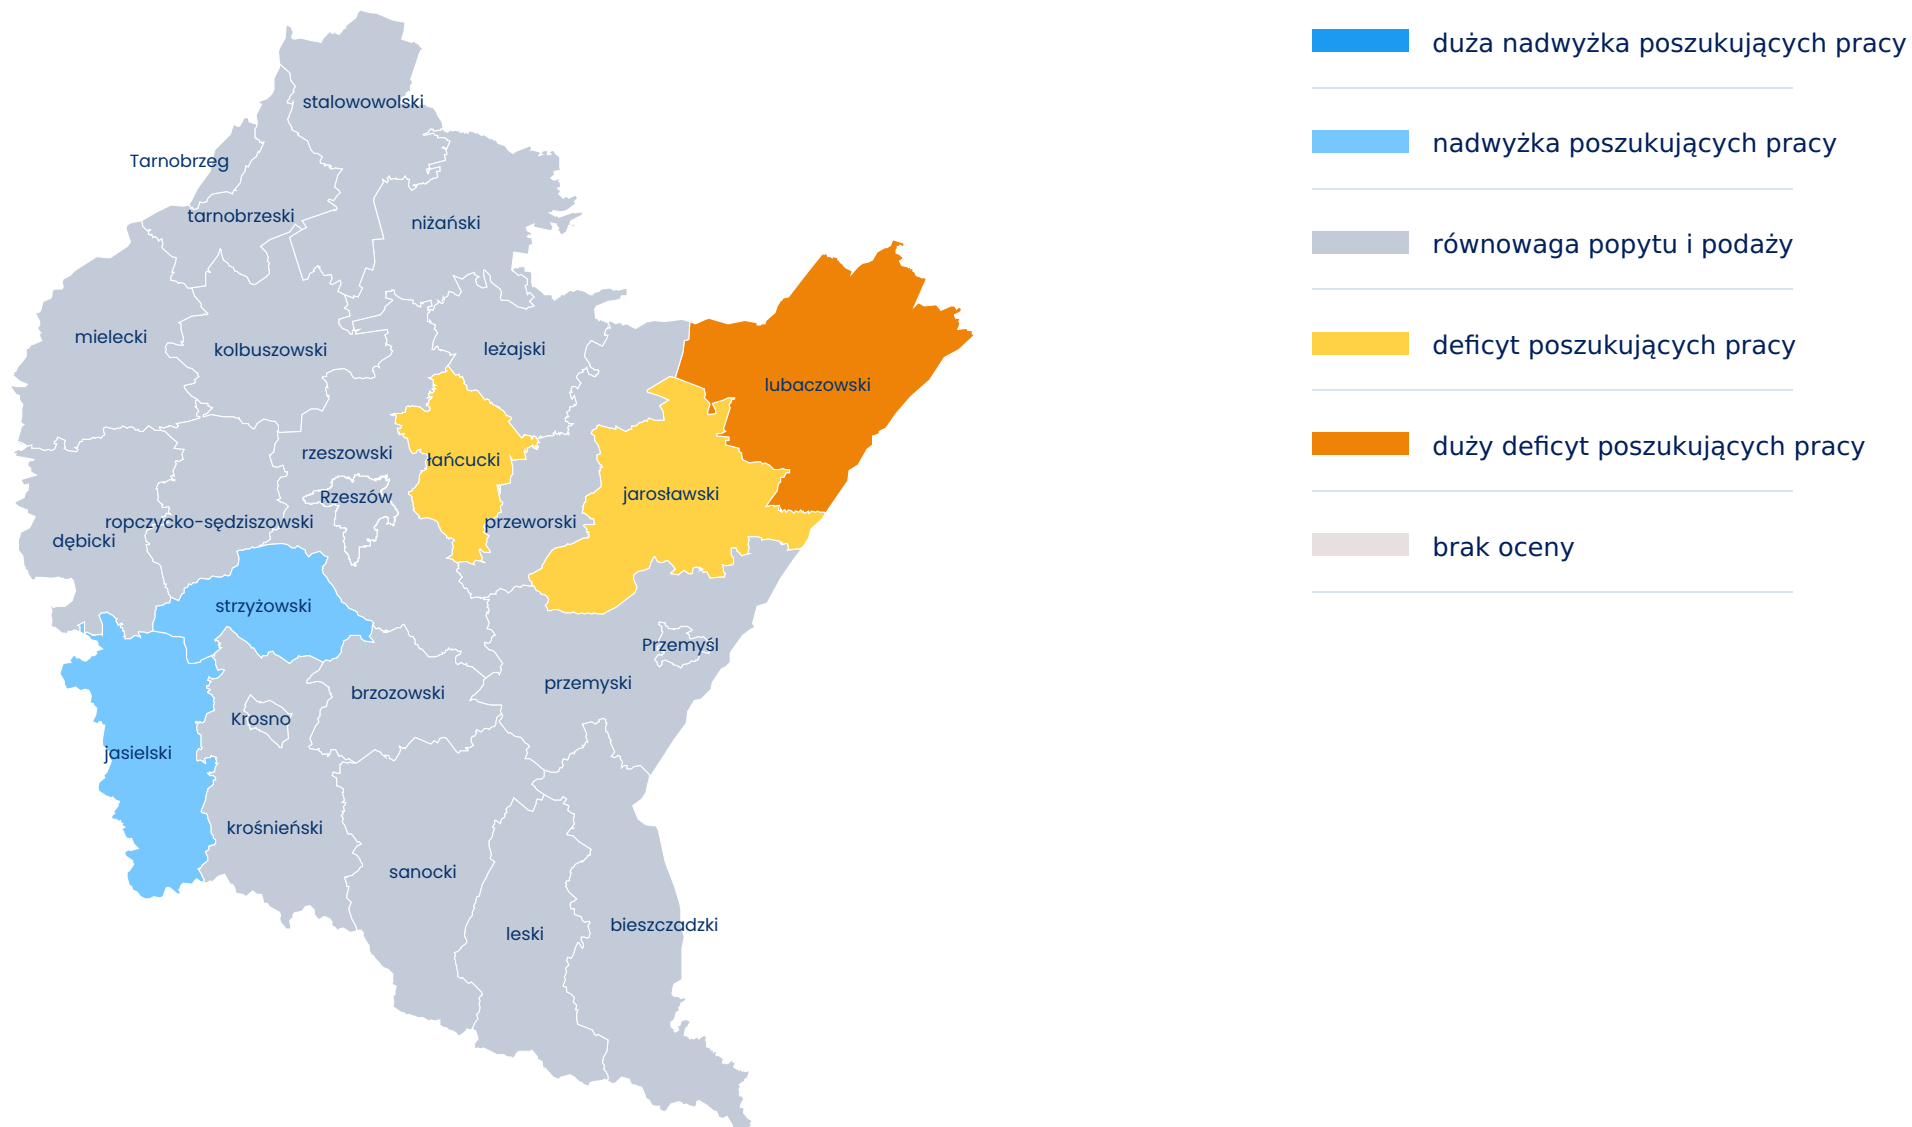 stalowowolski
Tarnobrzeg
tarnobrzeski
niżański
mielecki
kolbuszowski
leżajski
lubaczowski
rzeszowski
łańcucki
Rzeszów
jarosławski
ropczycko-sędziszowski
przeworski
dębicki
strzyżowski
Przemyśl
przemyski
brzozowski
Krosno
jasielski
krośnieński
sanocki
leski
bieszczadzki
duża nadwyżka poszukujących pracy
nadwyżka poszukujących pracy
równowaga popytu i podaży
deficyt poszukujących pracy
duży deficyt poszukujących pracy
brak oceny